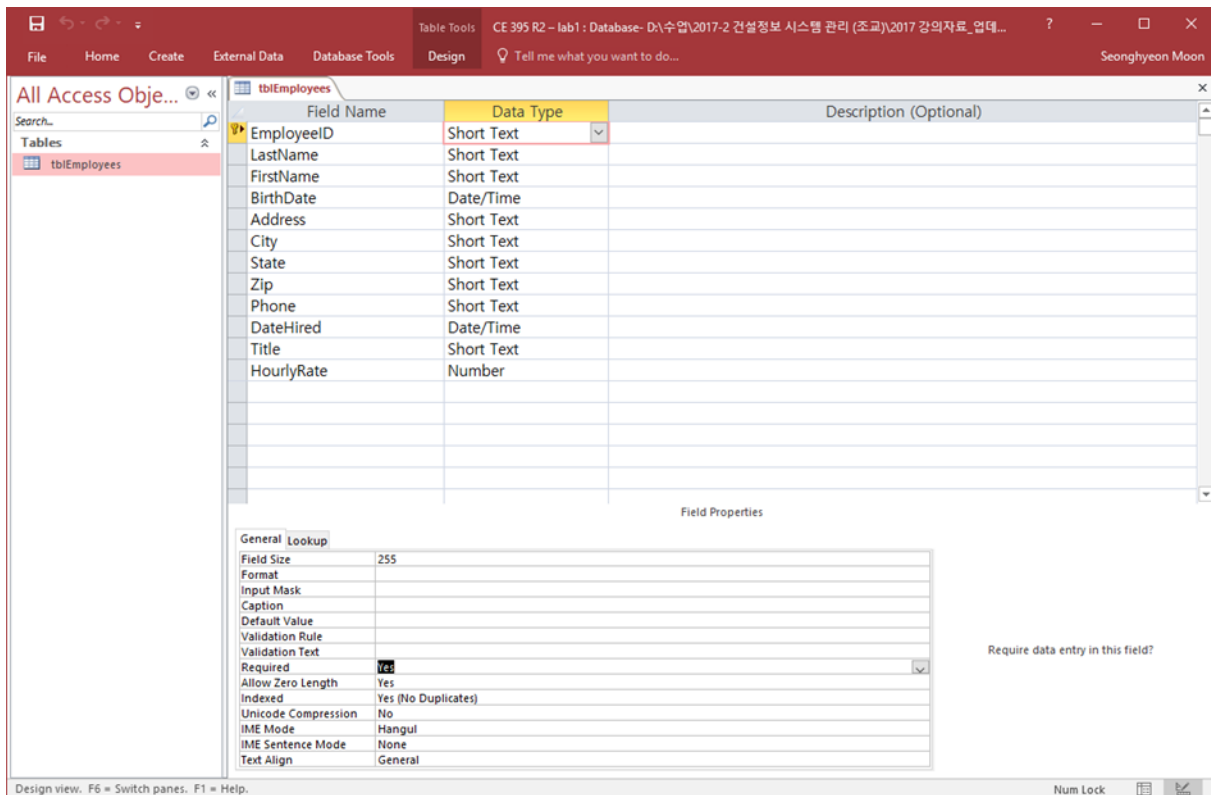 Table Tools CE 395 R2 – lab1 : Database- D:\수업\2017-2 건설정보 시스템 관리 (조교)\2017 강의자료_업데... ?
File Home Create External Data Database Tools Design Tell me what you want to do... Seonghyeon Moon
All Access Obje... «
Search...
Tables
tblEmployees
tblEmployees
Field Name Data Type Description (Optional)
EmployeeID Short Text
LastName Short Text
FirstName Short Text
BirthDate Date/Time
Address Short Text
City Short Text
State Short Text
Zip Short Text
Phone Short Text
DateHired Date/Time
Title Short Text
HourlyRate Number
Field Properties
General Lookup
Field Size 255
Format
Input Mask
Caption
Default Value
Validation Rule
Validation Text
Required Yes
Allow Zero Length Yes
Indexed Yes (No Duplicates)
Unicode Compression No
IME Mode Hangul
IME Sentence Mode None
Text Align General
Require data entry in this field?
Design view. F6 = Switch panes. F1 = Help. Num Lock